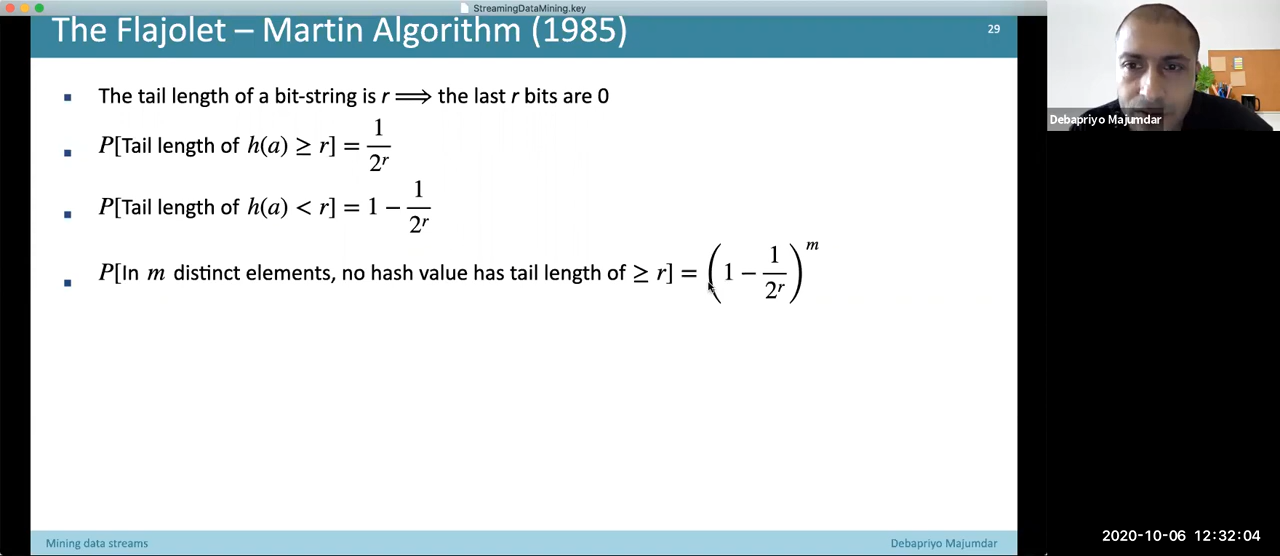 StreamingDataMining.key
The Flajolet – Martin Algorithm (1985)
29
▪ The tail length of a bit-string is r ⟹ the last r bits are 0
▪ P[Tail length of h(a) ≥ r] = 1/2^r
▪ P[Tail length of h(a) < r] = 1 − 1/2^r
▪ P[In m distinct elements, no hash value has tail length of ≥ r] = (1 − 1/2^r)^m
Mining data streams
Debapriyo Majumdar
Debapriyo Majumdar
2020-10-06 12:32:04